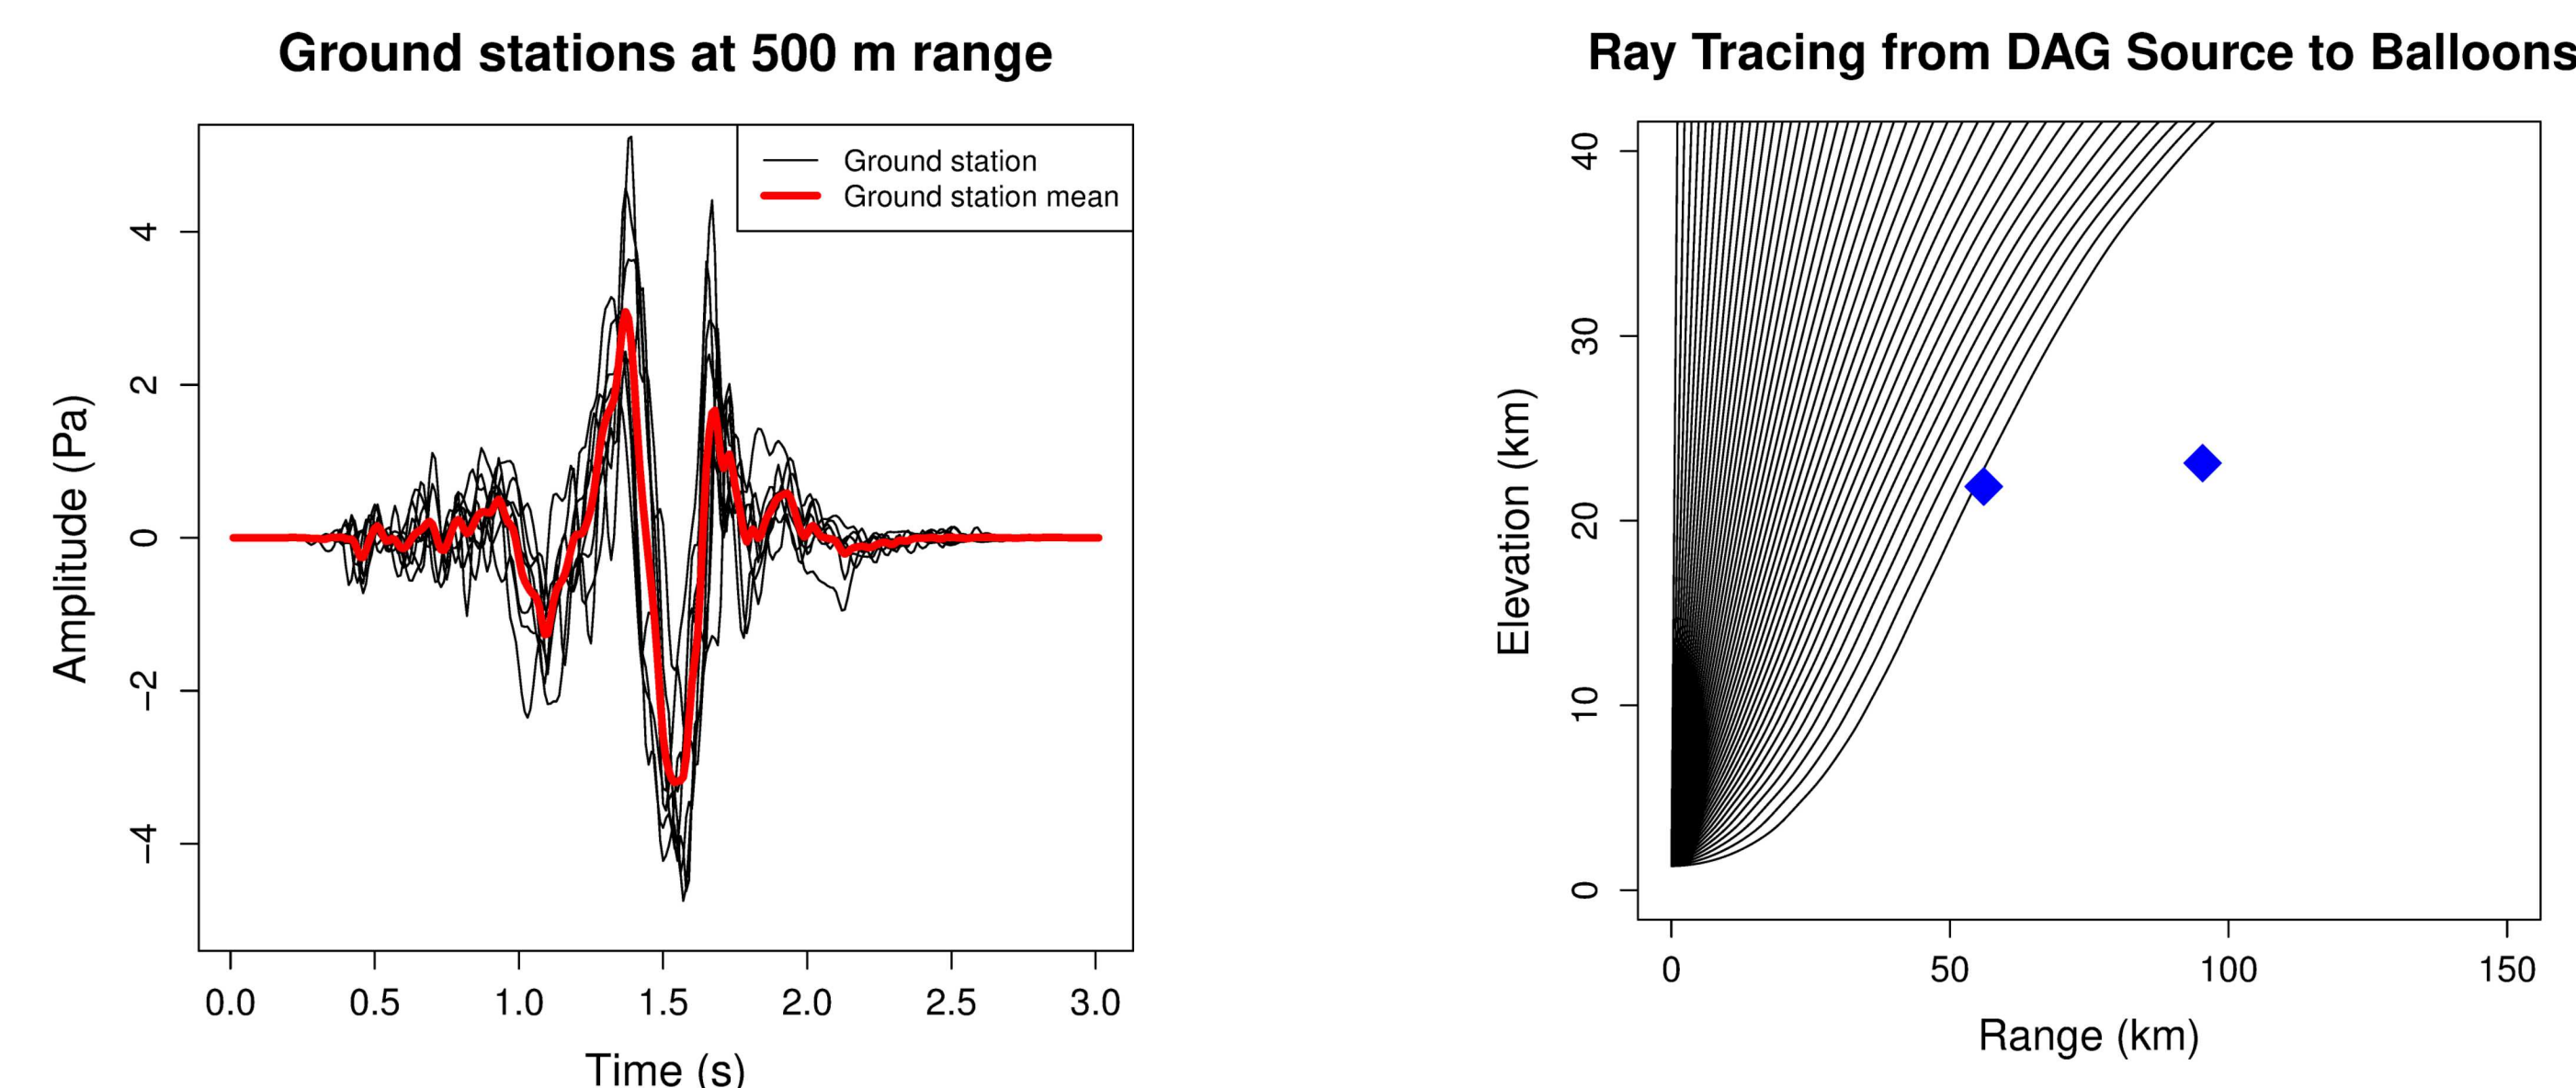 Ground stations at 500 m range
Ground station
Ground station mean
Amplitude (Pa)
4
2
0
−2
−4
0.0 0.5 1.0 1.5 2.0 2.5 3.0
Time (s)
Ray Tracing from DAG Source to Balloons
Elevation (km)
40
30
20
10
0
0 50 100 150
Range (km)